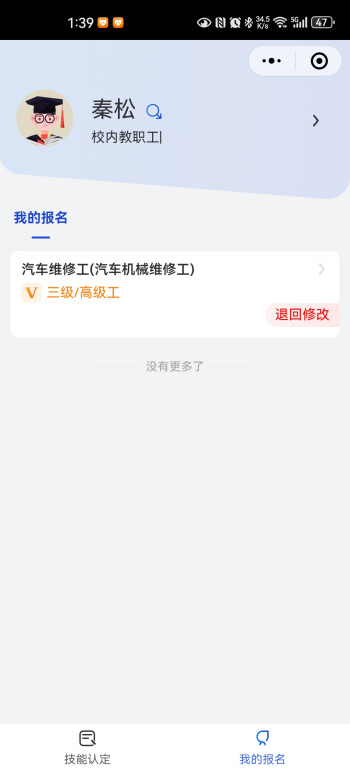 1:39
34.5
K/s
5G
47
秦松
校内教职工|
我的报名
汽车维修工(汽车机械维修工)
V 三级/高级工
退回修改
没有更多了
技能认定
我的报名